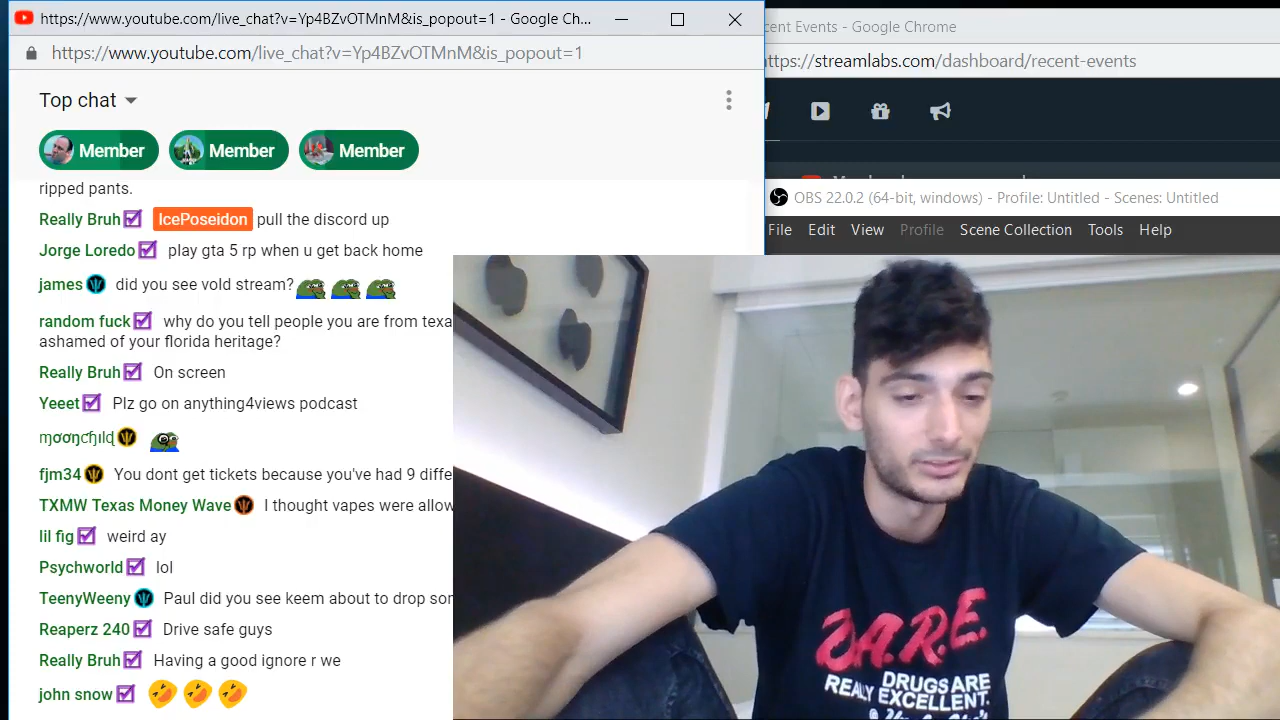 https://www.youtube.com/live_chat?v=Yp4BZvOTMnM&is_popout=1 - Google Ch...
cent Events - Google Chrome
https://www.youtube.com/live_chat?v=Yp4BZvOTMnM&is_popout=1
ttps://streamlabs.com/dashboard/recent-events
Top chat
Member Member Member
OBS 22.0.2 (64-bit, windows) - Profile: Untitled - Scenes: Untitled
File Edit View Profile Scene Collection Tools Help
ripped pants.
Really Bruh IcePoseidon pull the discord up
Jorge Loredo play gta 5 rp when u get back home
james did you see vold stream?
random fuck why do you tell people you are from texa
ashamed of your florida heritage?
Really Bruh On screen
Yeeet Plz go on anything4views podcast
fjm34 You dont get tickets because you've had 9 diffe
TXMW Texas Money Wave I thought vapes were allow
lil fig weird ay
Psychworld lol
TeenyWeeny Paul did you see keem about to drop som
Reaperz 240 Drive safe guys
Really Bruh Having a good ignore r we
john snow
D.A.R.E.
DRUGS ARE
REALLY EXCELLENT.